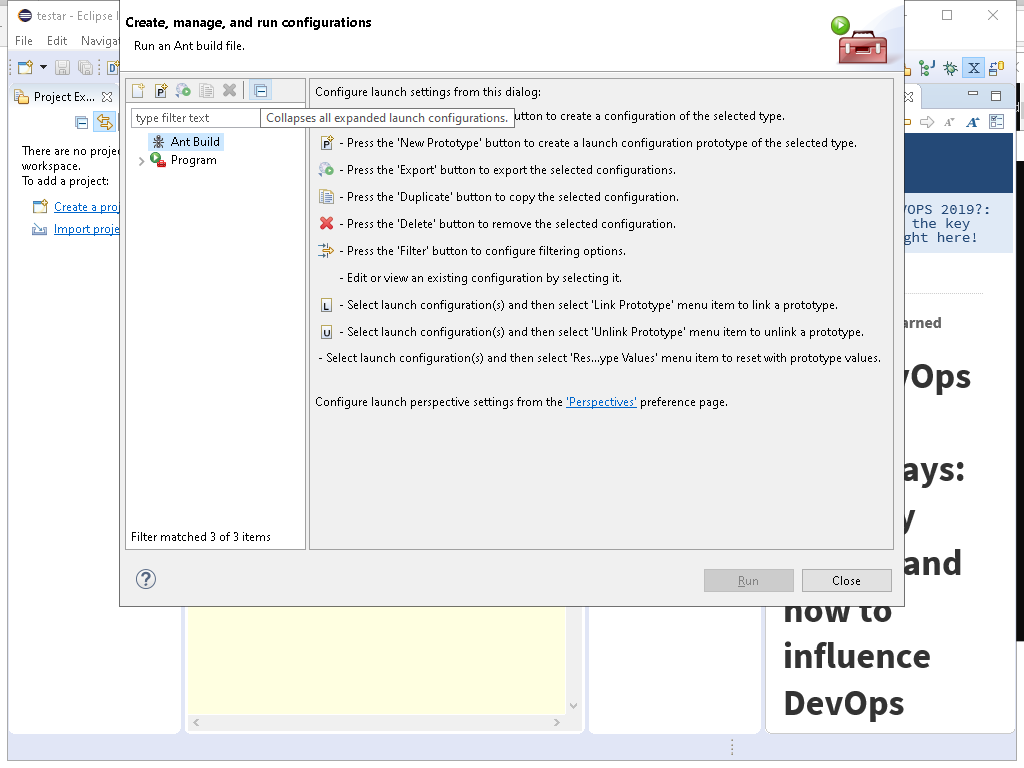 testar - Eclipse I
File Edit Naviga
Create, manage, and run configurations
Run an Ant build file.
Project Ex...
There are no proje
workspace.
To add a project:
Create a proj
Import proje
type filter text
Collapses all expanded launch configurations.
Ant Build
Program
Filter matched 3 of 3 items
Configure launch settings from this dialog:
utton to create a configuration of the selected type.
- Press the 'New Prototype' button to create a launch configuration prototype of the selected type.
- Press the 'Export' button to export the selected configurations.
- Press the 'Duplicate' button to copy the selected configuration.
- Press the 'Delete' button to remove the selected configuration.
- Press the 'Filter' button to configure filtering options.
- Edit or view an existing configuration by selecting it.
- Select launch configuration(s) and then select 'Link Prototype' menu item to link a prototype.
- Select launch configuration(s) and then select 'Unlink Prototype' menu item to unlink a prototype.
- Select launch configuration(s) and then select 'Res...ype Values' menu item to reset with prototype values.
Configure launch perspective settings from the 'Perspectives' preference page.
Run
Close
OPS 2019?:
the key
ght here!
arned
Ops
ays:
y
and
how to
influence
DevOps